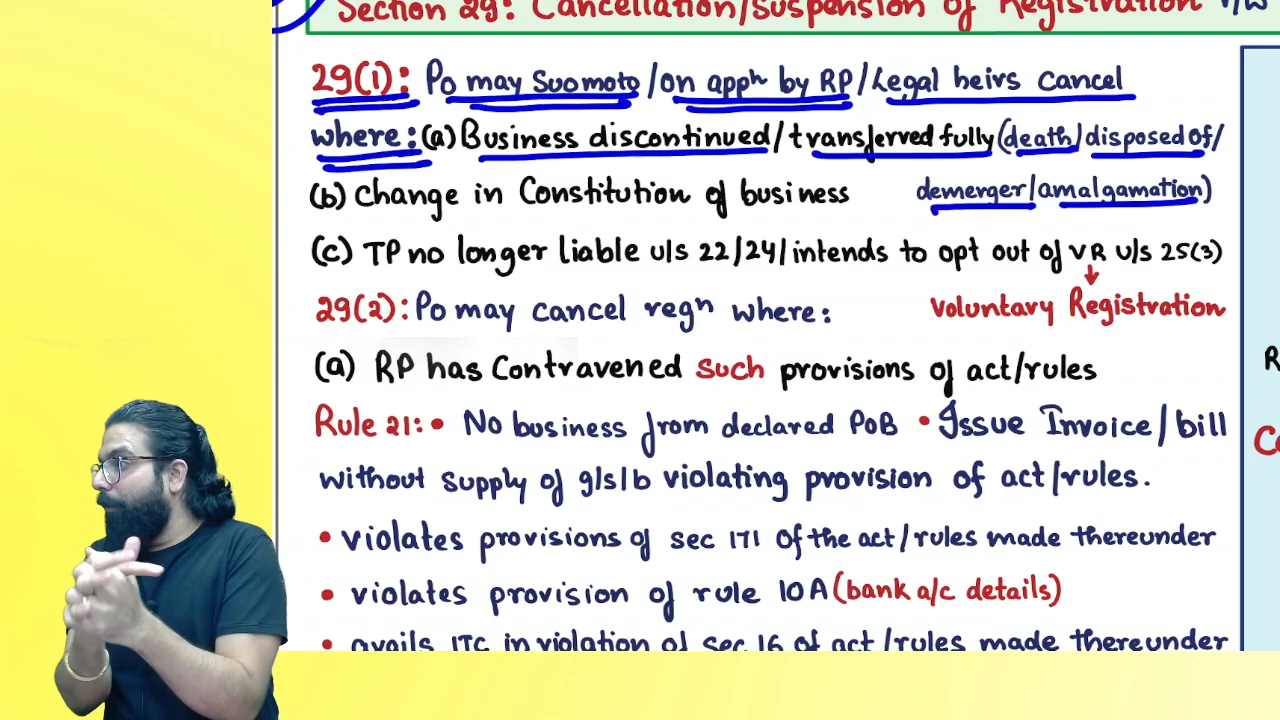 Section 29: Cancellation/Suspension of Registration r/w
29(1): Po may Suomoto/on appⁿ by RP/Legal heirs Cancel
where: (a) Business discontinued/transferred fully (death/disposed of/
demerger/amalgamation)
(b) Change in Constitution of business
(c) TP no longer liable u/s 22/24/intends to opt out of VR u/s 25(3)
Voluntary Registration
29(2): Po may cancel regⁿ where:
(a) RP has Contravened such provisions of act/rules
Rule 21: • No business from declared PoB • Issue Invoice/bill
without supply of g/s/b violating provision of act/rules.
• violates provisions of sec 171 Of the act/rules made thereunder
• violates provision of rule 10A (bank a/c details)
• avails ITC in violation of sec 16 of act/rules made thereunder